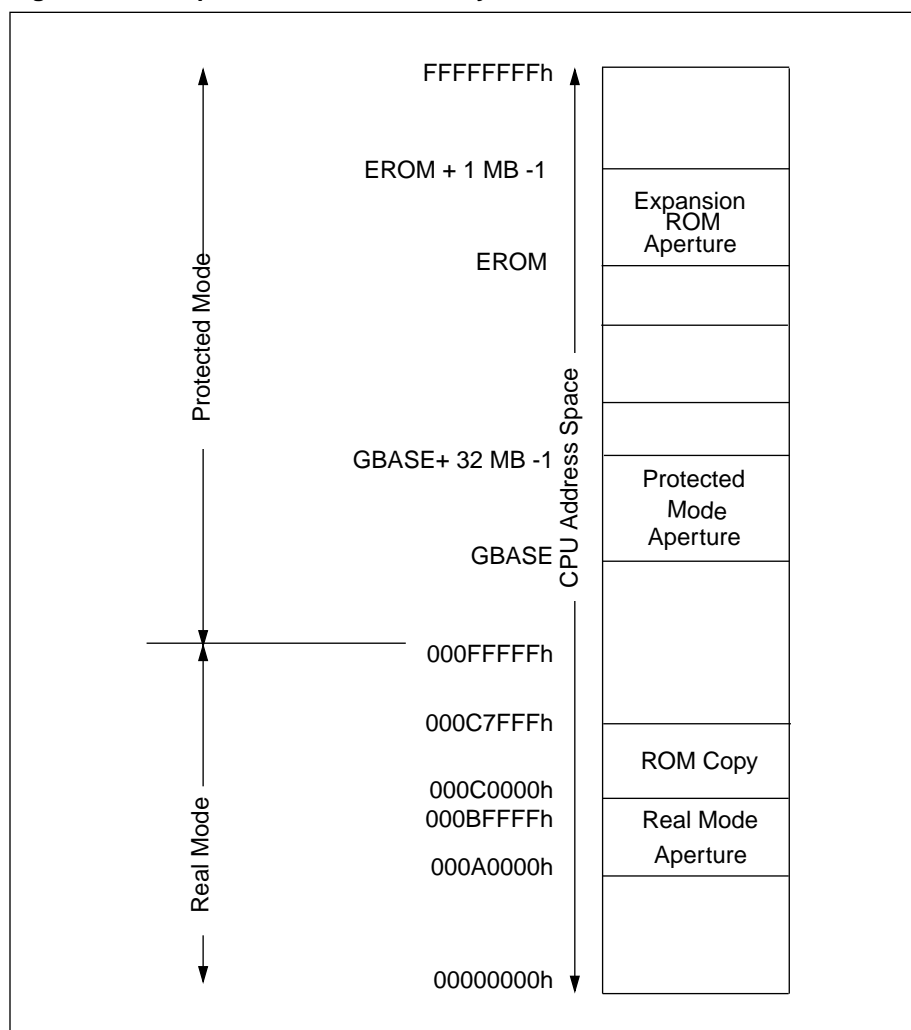 FFFFFFFFh
EROM + 1 MB -1
Expansion
ROM
Aperture
EROM
Protected Mode
CPU Address Space
GBASE+ 32 MB -1
Protected
Mode
Aperture
GBASE
000FFFFFh
000C7FFFh
ROM Copy
000C0000h
000BFFFFh
Real Mode
Aperture
000A0000h
Real Mode
00000000h